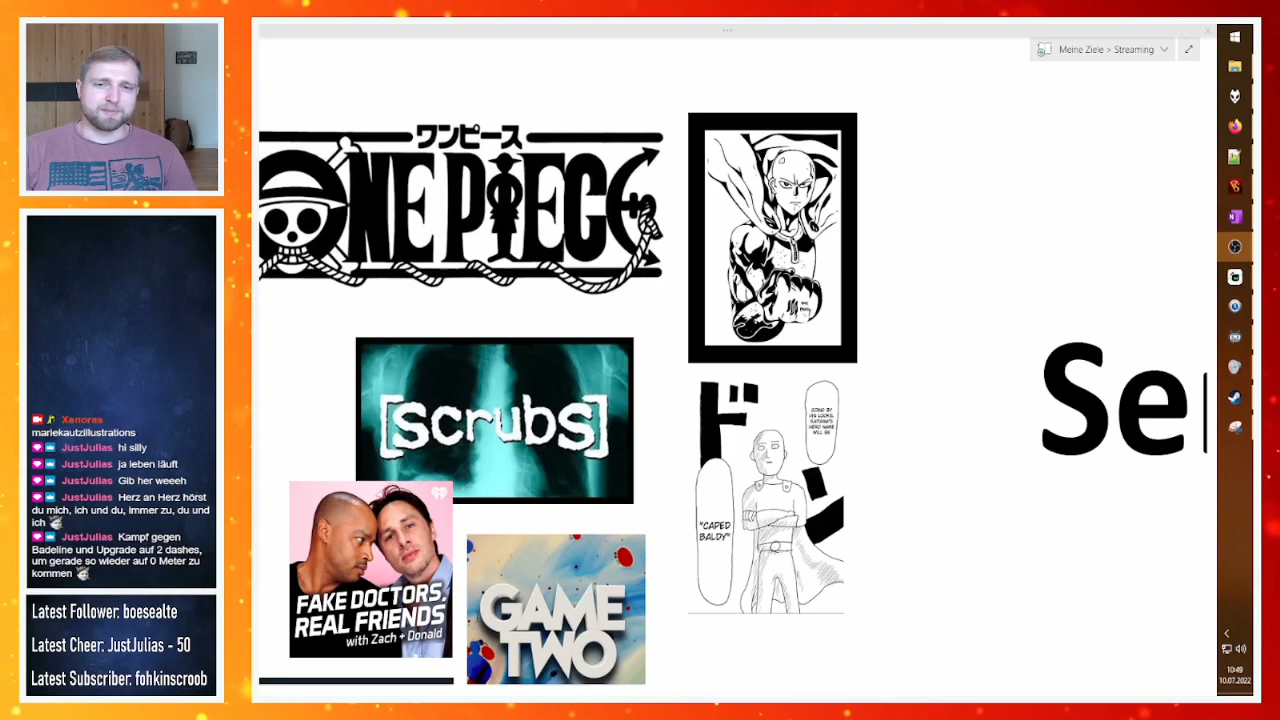 Meine Ziele > Streaming
ワンピース
ONE PIECE
[scrubs]
GOING BY
HIS LOOKS,
SAITAMA'S
HERO NAME
WILL BE
ドン
"CAPED
BALDY"
Se
FAKE DOCTORS,
REAL FRIENDS
with Zach + Donald
GAME
TWO
Xenoras
mariekautzillustrations
JustJulias hi silly
JustJulias ja leben läuft
JustJulias Gib her weeeh
JustJulias Herz an Herz hörst
du mich, ich und du, immer zu, du und
ich
JustJulias Kampf gegen
Badeline und Upgrade auf 2 dashes,
um gerade so wieder auf 0 Meter zu
kommen
Latest Follower: boesealte
Latest Cheer: JustJulias - 50
Latest Subscriber: fohkinscroob
10:49
10.07.2022